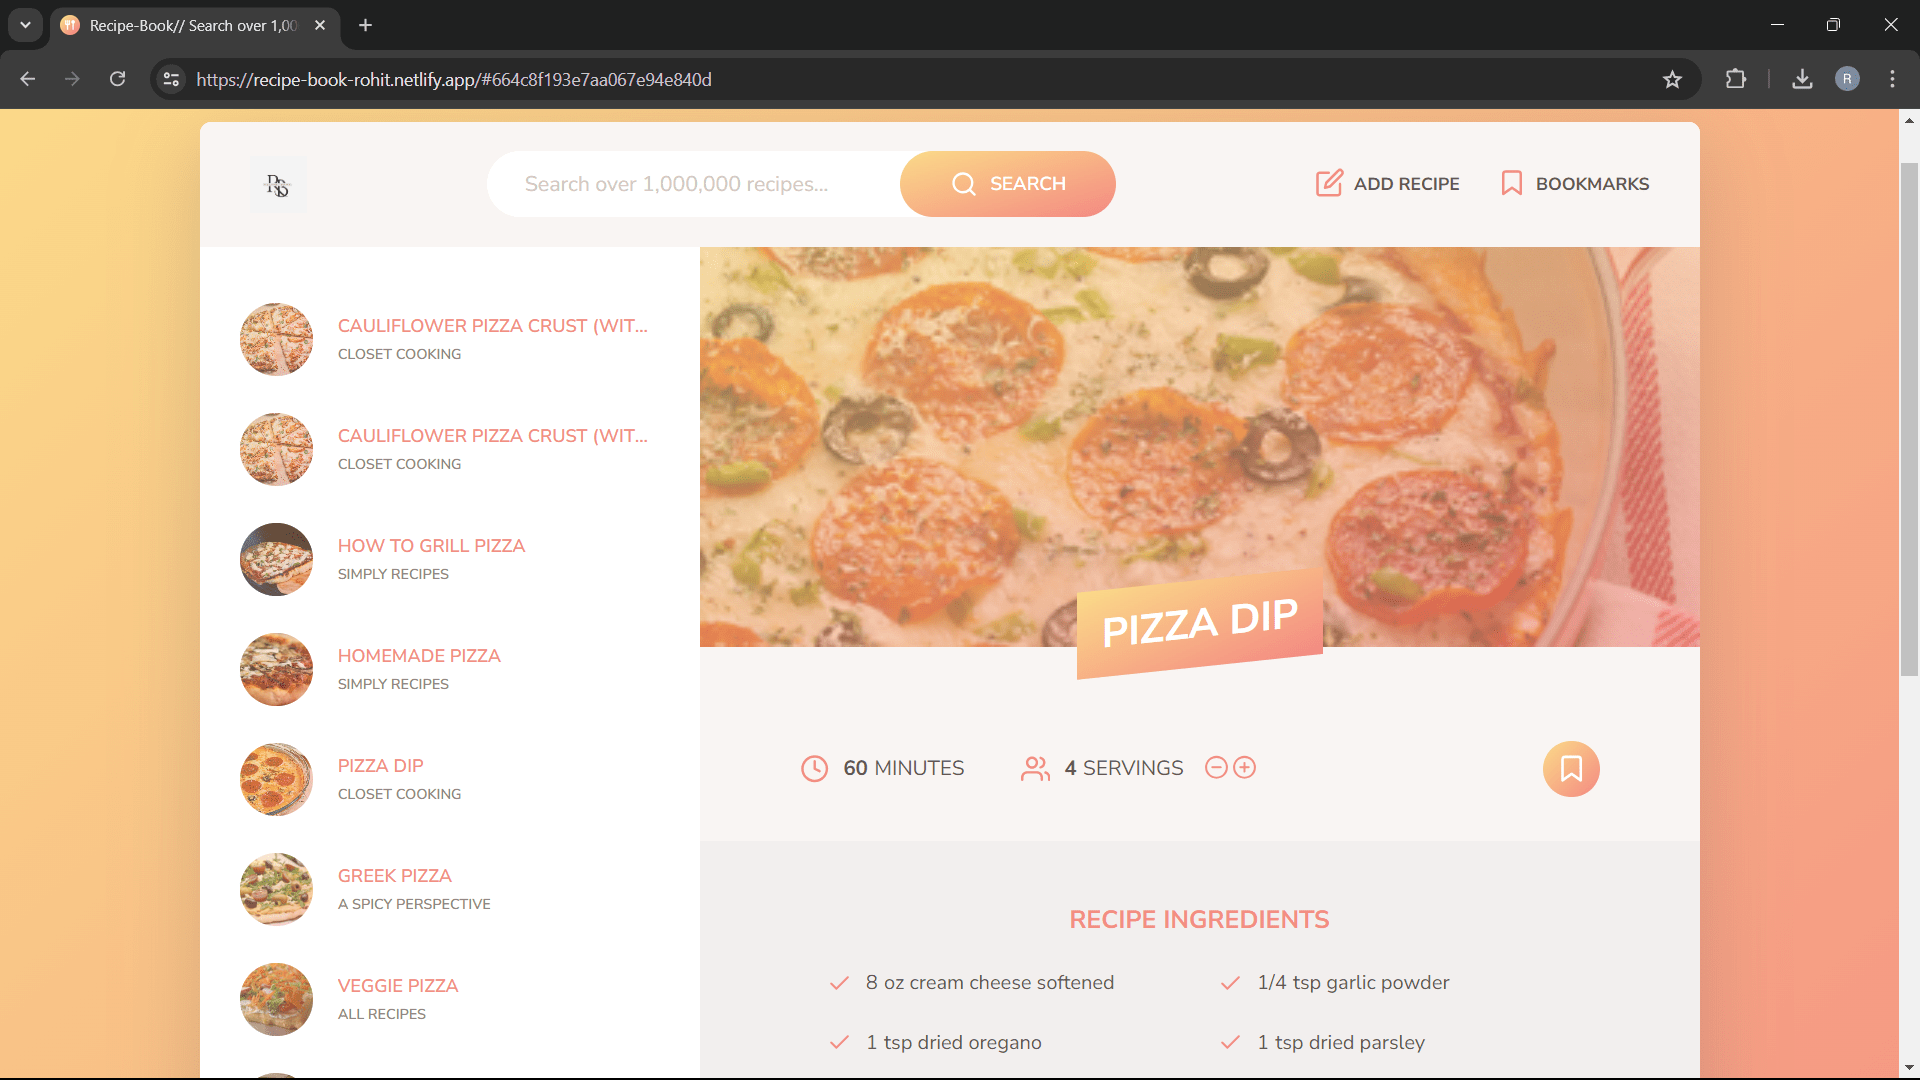 Recipe-Book// Search over 1,00
https://recipe-book-rohit.netlify.app/#664c8f193e7aa067e94e840d
R
Search over 1,000,000 recipes...
SEARCH
ADD RECIPE
BOOKMARKS
CAULIFLOWER PIZZA CRUST (WIT...
CLOSET COOKING
CAULIFLOWER PIZZA CRUST (WIT...
CLOSET COOKING
HOW TO GRILL PIZZA
SIMPLY RECIPES
HOMEMADE PIZZA
SIMPLY RECIPES
PIZZA DIP
CLOSET COOKING
GREEK PIZZA
A SPICY PERSPECTIVE
VEGGIE PIZZA
ALL RECIPES
PIZZA DIP
60 MINUTES
4 SERVINGS
RECIPE INGREDIENTS
8 oz cream cheese softened
1/4 tsp garlic powder
1 tsp dried oregano
1 tsp dried parsley